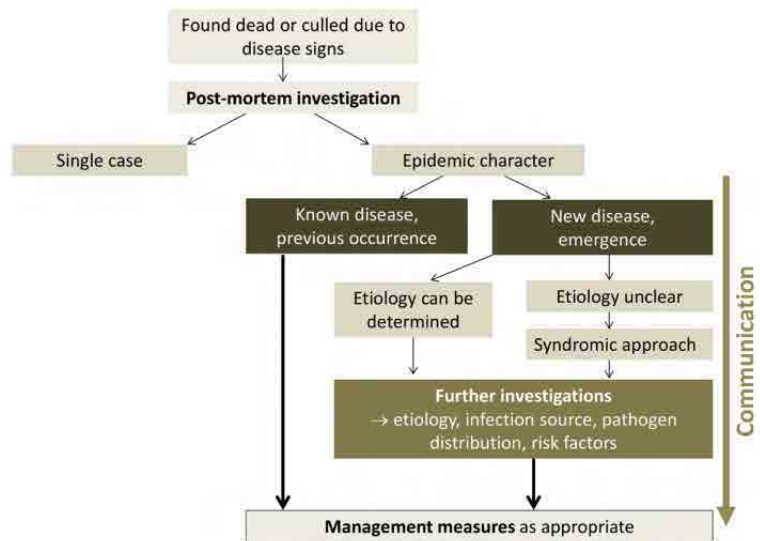 Found dead or culled due to
disease signs
Post-mortem investigation
Single case
Epidemic character
Known disease,
previous occurrence
New disease,
emergence
Etiology can be
determined
Etiology unclear
Syndromic approach
Further investigations
→ etiology, infection source, pathogen
distribution, risk factors
Management measures as appropriate
Communication